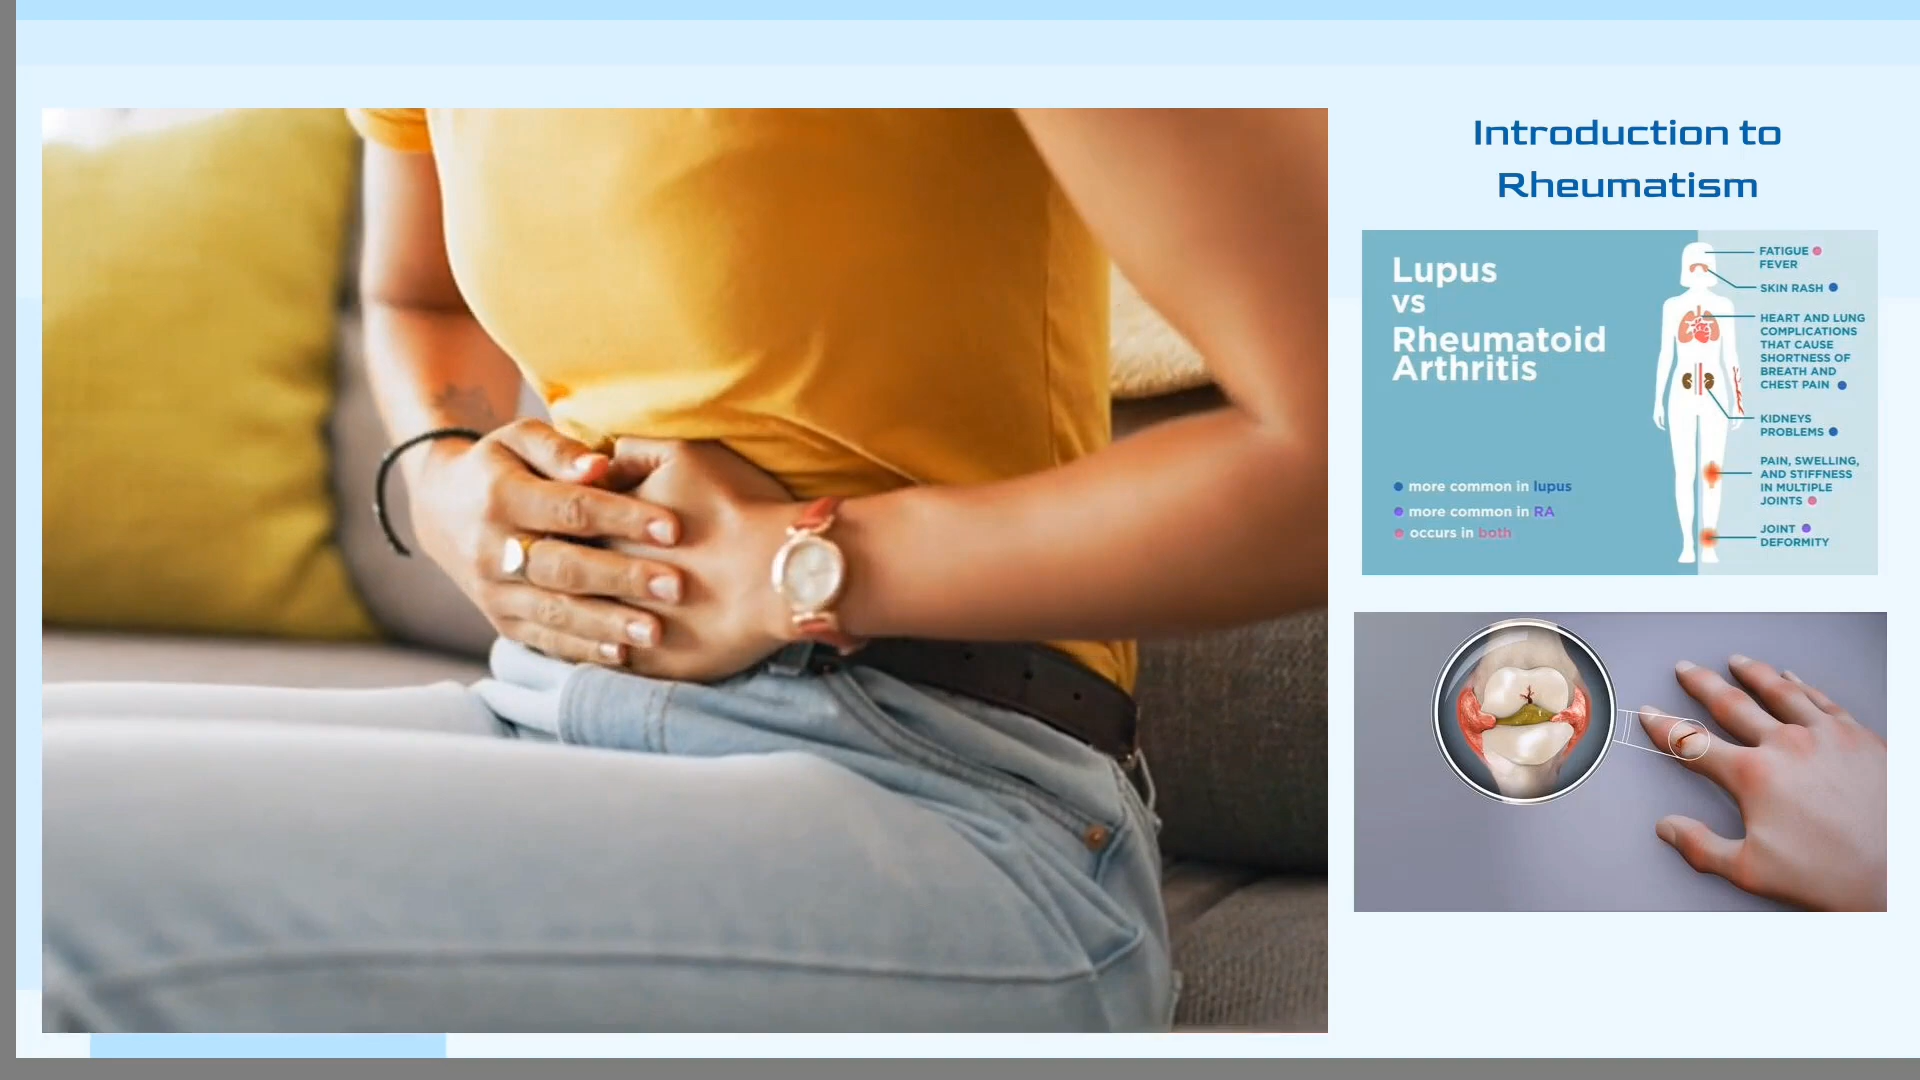 Introduction to
Rheumatism
Lupus
vs
Rheumatoid
Arthritis
more common in lupus
more common in RA
occurs in both
FATIGUE
FEVER
SKIN RASH
HEART AND LUNG
COMPLICATIONS
THAT CAUSE
SHORTNESS OF
BREATH AND
CHEST PAIN
KIDNEYS
PROBLEMS
PAIN, SWELLING,
AND STIFFNESS
IN MULTIPLE
JOINTS
JOINT
DEFORMITY